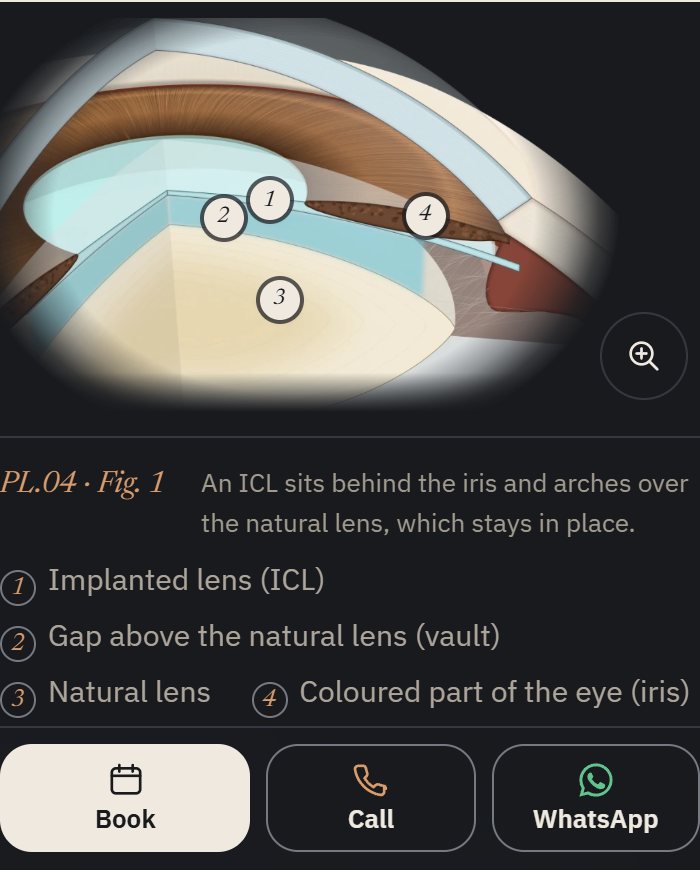 1
2
4
3
PL.04 · Fig. 1 An ICL sits behind the iris and arches over
the natural lens, which stays in place.
1 Implanted lens (ICL)
2 Gap above the natural lens (vault)
3 Natural lens 4 Coloured part of the eye (iris)
Book Call WhatsApp